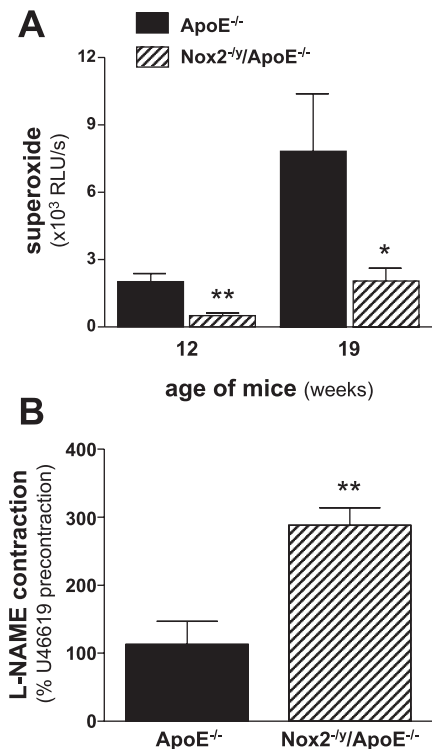 A
ApoE-/-
Nox2-/y/ApoE-/-
12
9
6
3
0
superoxide
(x10³ RLU/s)
**
*
12 19
age of mice (weeks)
B
400
300
200
100
0
L-NAME contraction
(% U46619 precontraction)
**
ApoE-/- Nox2-/y/ApoE-/-